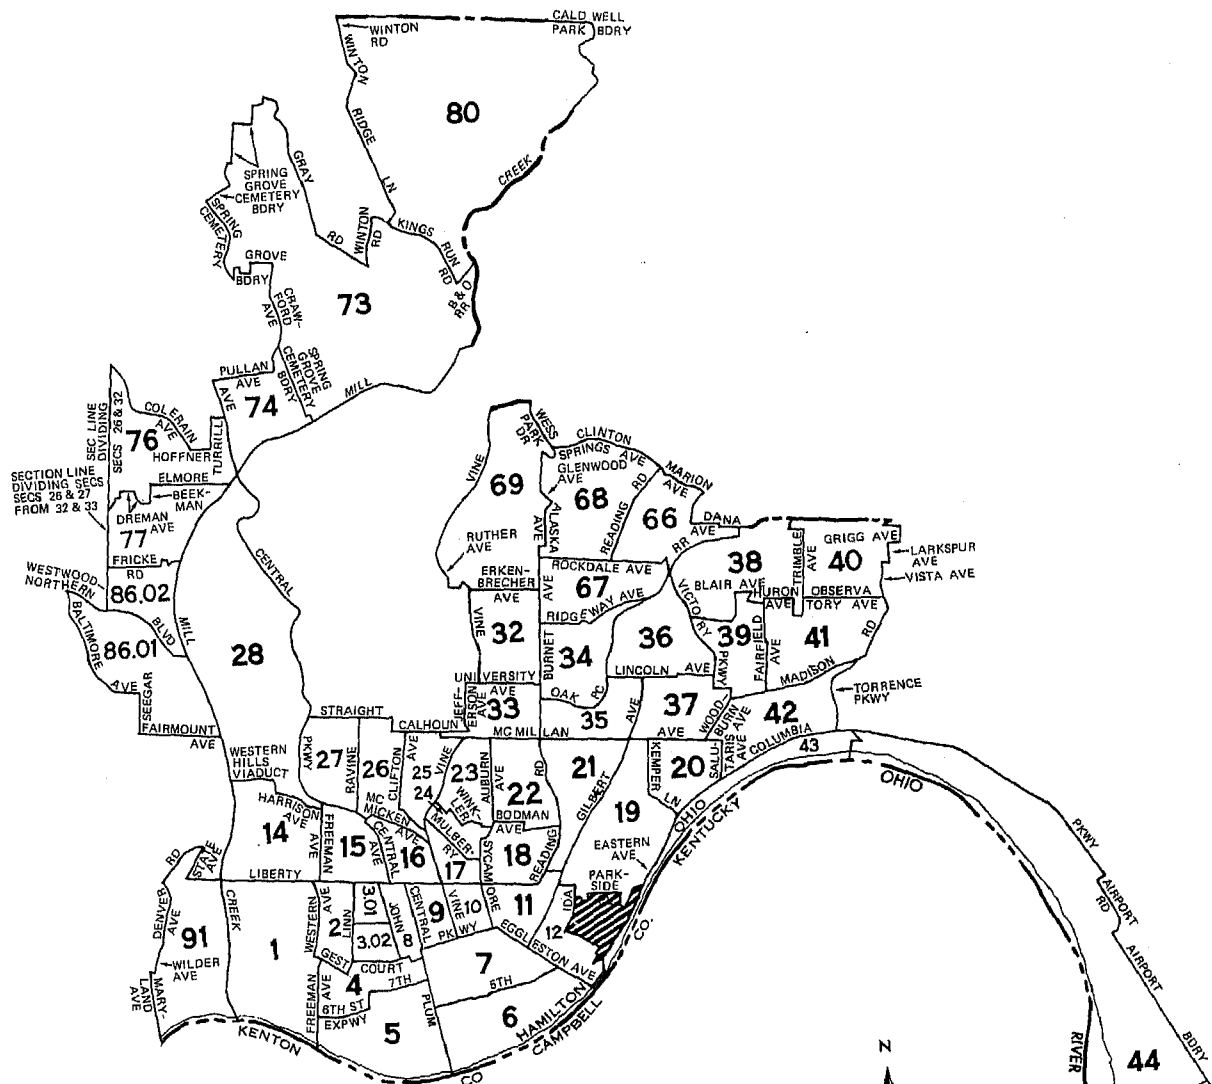 CALD WELL
PARK BDRY
WINTON
RD
WINTON
RIDGE
LN
80
CREEK
GRAY
RD
SPRING
GROVE
CEMETERY
BDRY
SPRING
CEMETERY
GROVE
BDRY
WINTON
RD
KINGS
RUN
RD
B & O
RR
CRAW-
FORD
AVE
73
SPRING
GROVE
CEMETERY
BDRY
MILL
PULLAN
AVE
AVE
74
SEC LINE
DIVIDING
SECS 26 & 32
COLERAIN
AVE
76
HOFFNER
TURRILL
SECTION LINE
DIVIDING SECS
SECS 26 & 27
FROM 32 & 33
ELMORE
BEEK-
MAN
DREMAN
AVE
77
FRICKE
RD
WESTWOOD
NORTHERN
BLVD
86.02
86.01
BALTIMORE
AVE
SEEGAR
FAIRMOUNT
AVE
MILL
28
CENTRAL
PKWY
WESS
PARK
DR
CLINTON
SPRINGS AVE
GLENWOOD
AVE
VINE
69
68
ALASKA
AVE
READING
RD
MARION
AVE
66
DANA
AVE
RR
RUTHER
AVE
ERKEN-
BRECHER
AVE
ROCKDALE AVE
67
RIDGEWAY AVE
38
BLAIR AVE
TRIMBLE
AVE
GRIGG AVE
40
LARKSPUR
AVE
VISTA AVE
HURON
AVE
OBSERVA
TORY AVE
VICTORY
PKWY
39
FAIRFIELD
AVE
41
RD
MADISON
VINE
32
BURNET
AVE
34
36
LINCOLN AVE
UNIVERSITY
AVE
OAK
PC
JEFF-
ERSON
AVE
33
35
AVE
37
WOOD-
BURN
AVE
42
TORRENCE
PKWY
STRAIGHT
CALHOUN
MC MIL LAN
AVE
COLUMBIA
43
SALU-
TARIS
AVE
WESTERN
HILLS
VIADUCT
27
RAVINE
26
CLIFTON
AVE
25
24
VINE
23
WINK-
LER
AUBURN
AVE
22
RD
21
GILBERT
KEMPER
LN
20
19
OHIO
KENTUCKY
OHIO
HARRISON
AVE
14
AVE
FREEMAN
15
MC
MICKEN
AVE
CENTRAL
AVE
16
MULBER-
RY
17
SYCAM
ORE
BODMAN
AVE
18
READING
EASTERN
AVE
PARK-
SIDE
RD
STATE
AVE
LIBERTY
CREEK
DENVER
AVE
91
WILDER
AVE
MARY-
LAND
AVE
1
WESTERN
AVE
2
LINN
3.01
3.02
JOHN
8
CENTRAL
PK WY
9
VINE
10
11
EGGLESTON AVE
IDA
12
GEST
COURT
7TH
4
FREEMAN
AVE
6TH ST
EXPWY
5
PLUM
7
5TH
6
HAMILTON CO.
CAMPBELL
KENTON
CO
PKWY
AIRPORT
RD
AIRPORT
BDRY
RIVER
44
N